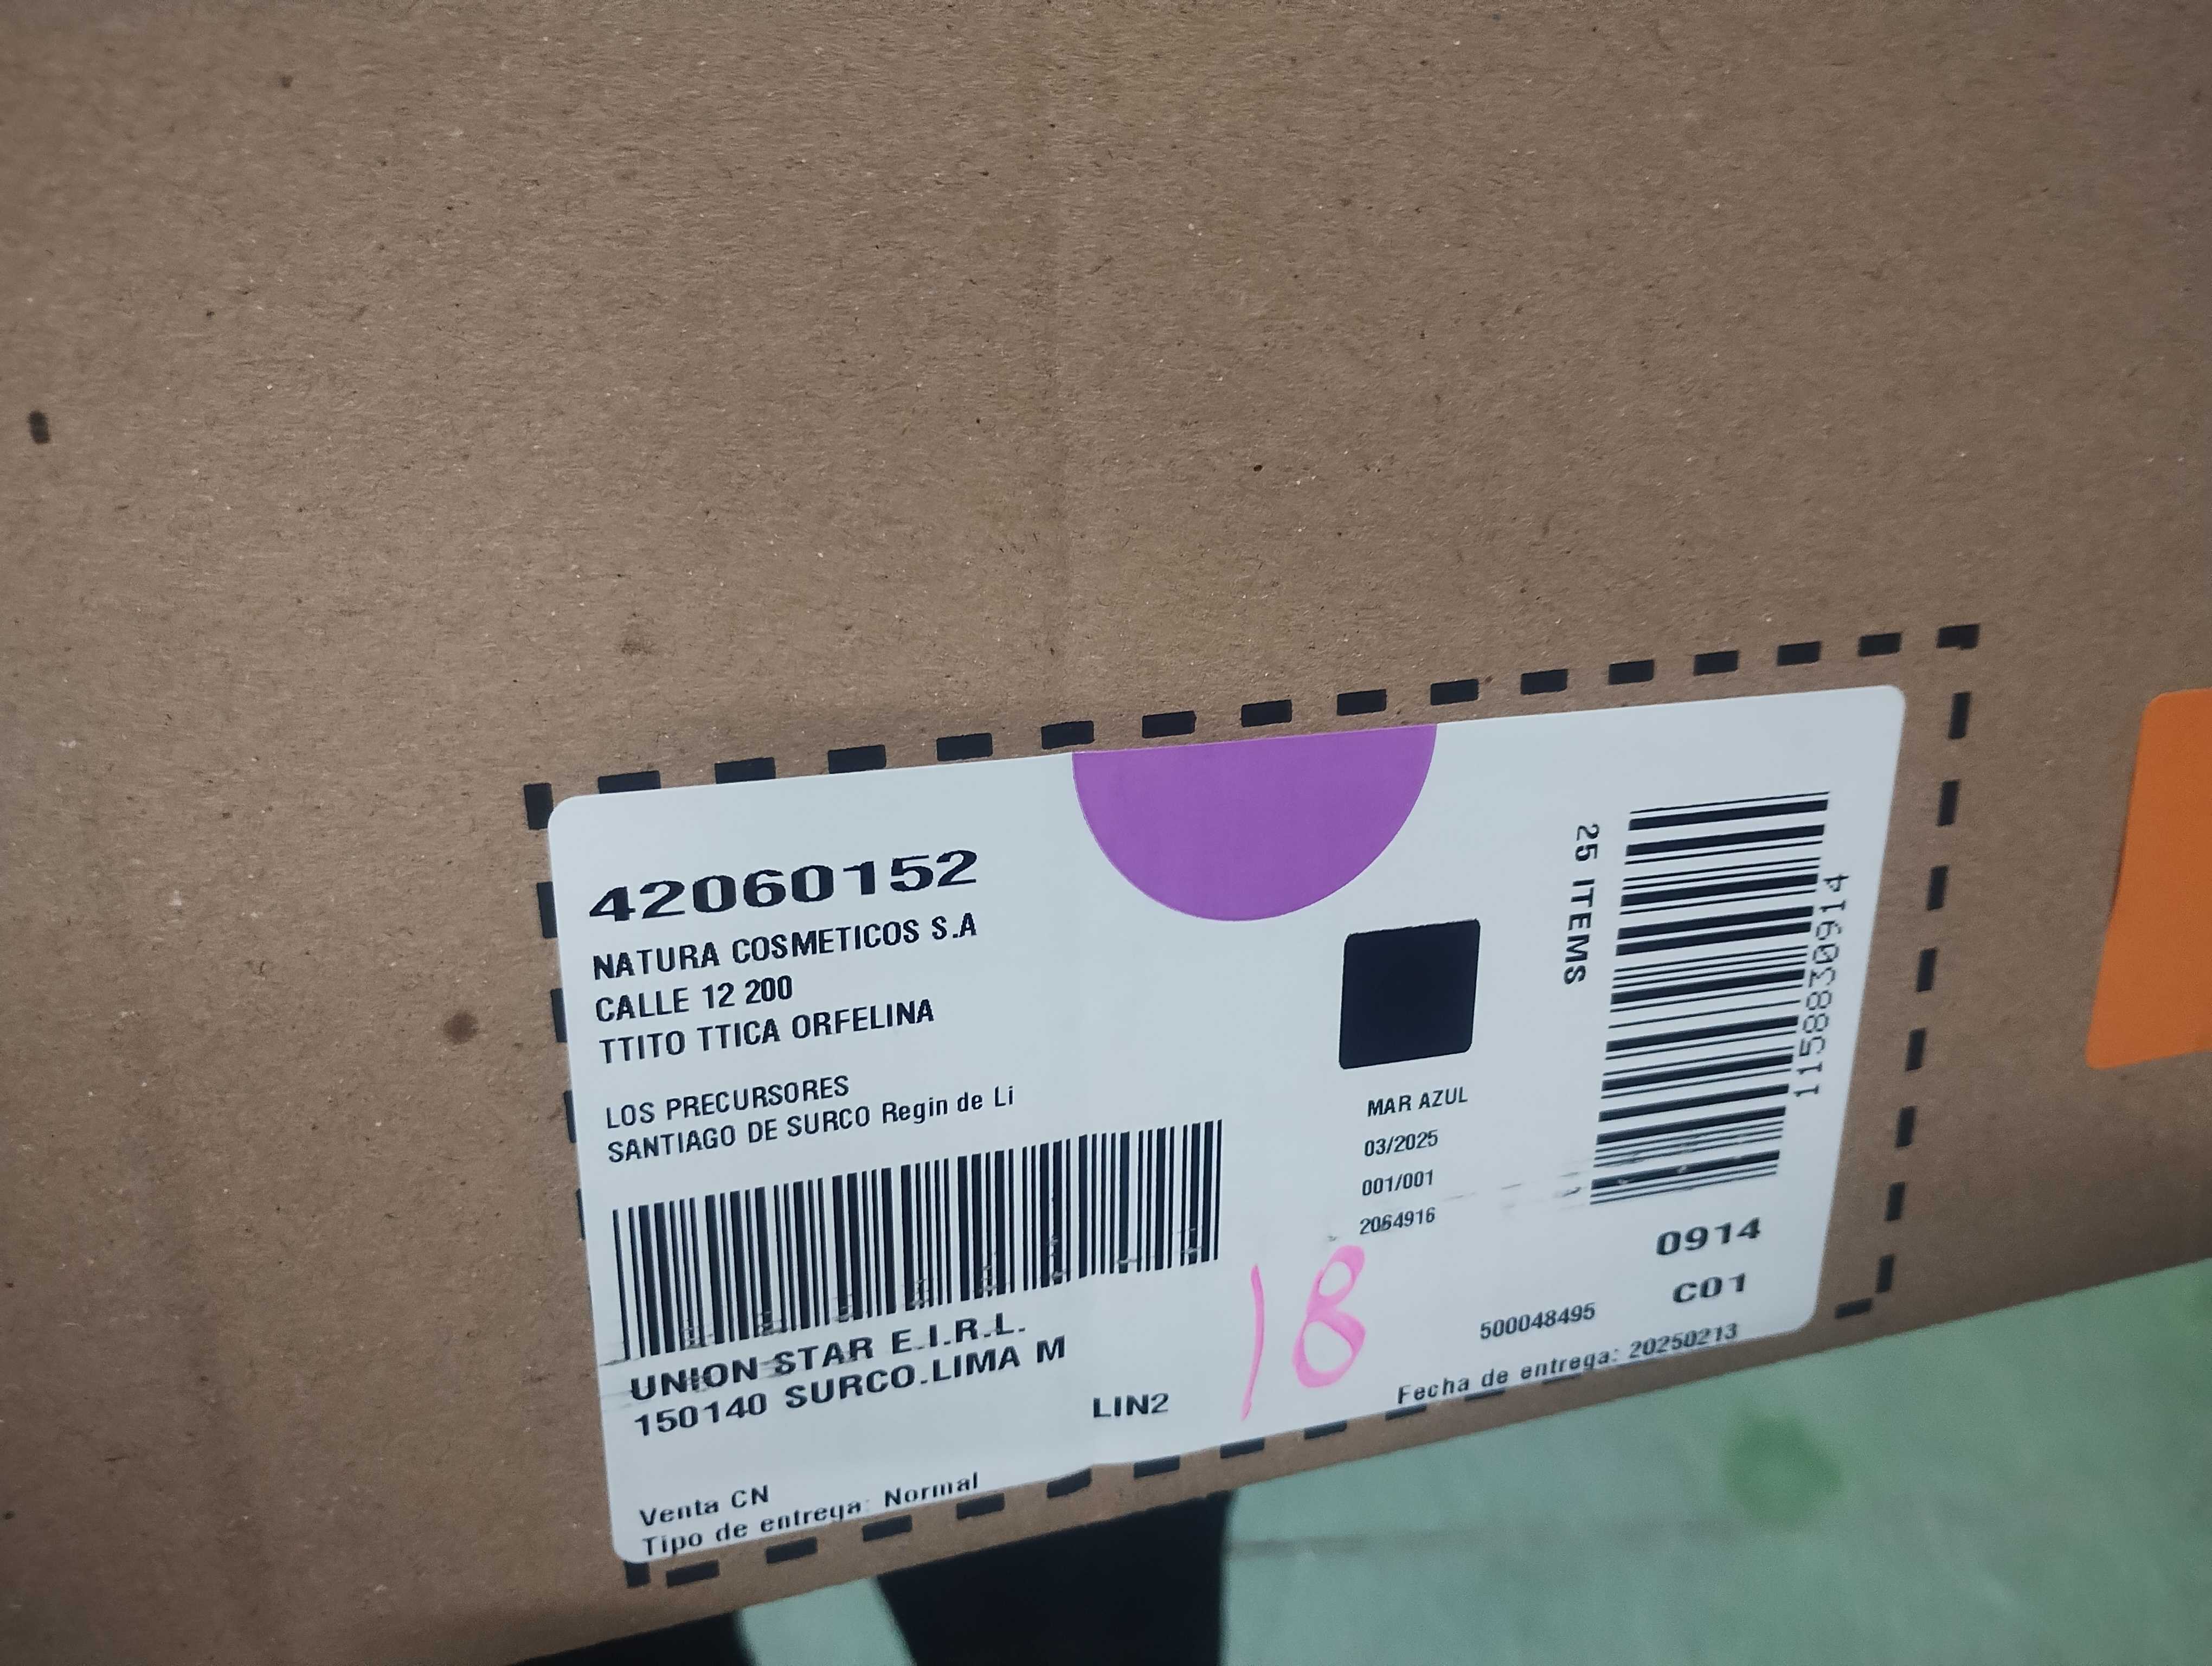 42060152
NATURA COSMETICOS S.A
CALLE 12 200
TTITO TTICA ORFELINA
LOS PRECURSORES
SANTIAGO DE SURCO Regin de Li
UNION STAR E.I.R.L.
150140 SURCO.LIMA M
LIN2
Venta CN
Tipo de entrega: Normal
MAR AZUL
03/2025
001/001
2064916
18
25 ITEMS
1158830914
0914
C01
500048495
Fecha de entrega: 20250213